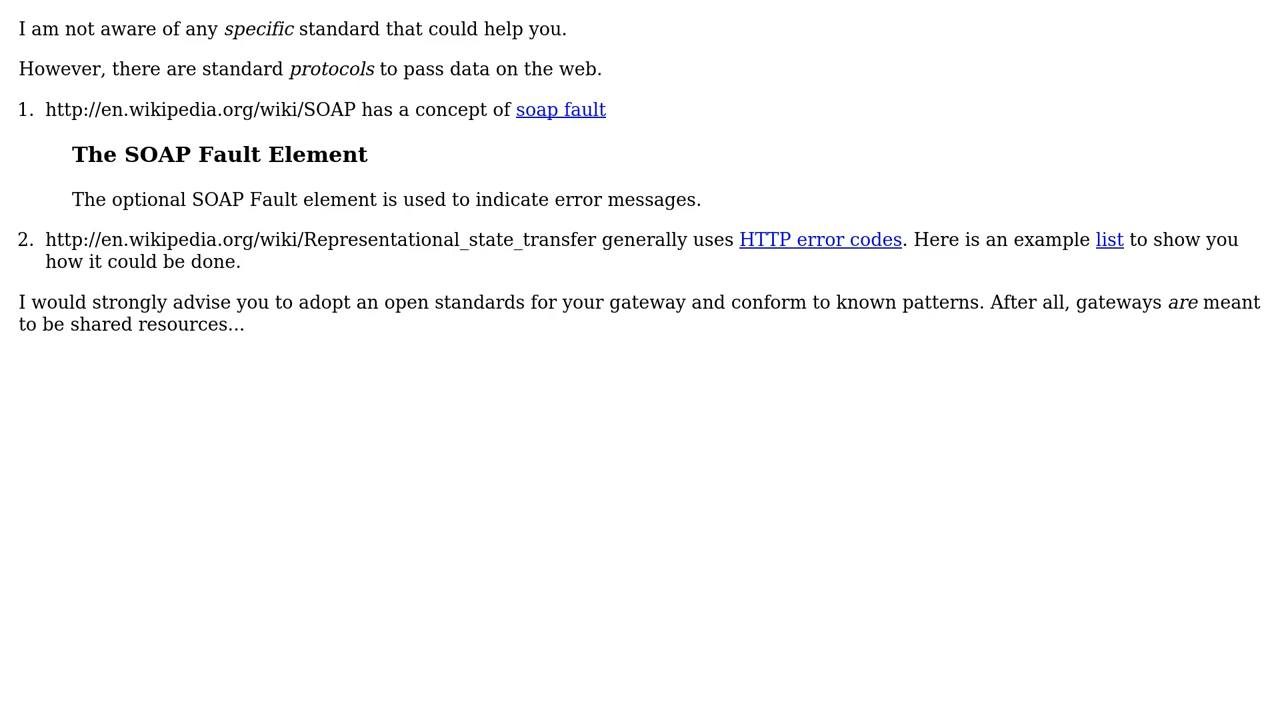 I am not aware of any specific standard that could help you.
However, there are standard protocols to pass data on the web.
1. http://en.wikipedia.org/wiki/SOAP has a concept of soap fault
The SOAP Fault Element
The optional SOAP Fault element is used to indicate error messages.
2. http://en.wikipedia.org/wiki/Representational_state_transfer generally uses HTTP error codes. Here is an example list to show you
how it could be done.
I would strongly advise you to adopt an open standards for your gateway and conform to known patterns. After all, gateways are meant
to be shared resources...